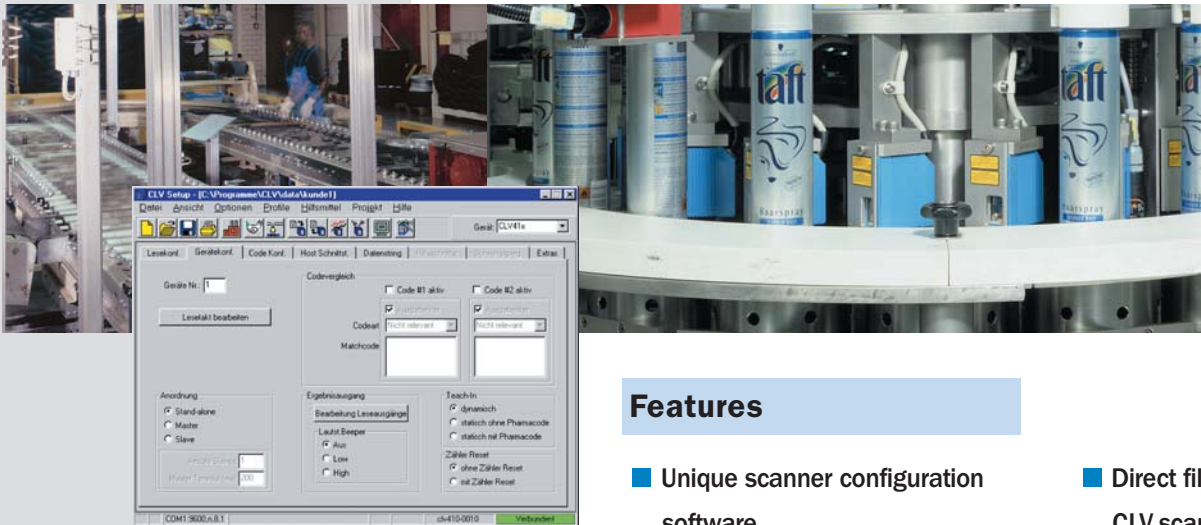 taft
taft
Haarspray
CLV Setup - [C:\Programme\CLV\data\kunde1]
Datei Ansicht Optionen Profile Hilfsmittel Projekt Hilfe
Gerät: CLV41x
Lesekonf. Gerätekonf. Code Konf. Host Schnittst. Datenstring Extras
Geräte Nr.: 1
Lesetakt bearbeiten
Codevergleich
Code #1 aktiv Code #2 aktiv
Codeart Nicht relevant Nicht relevant
Matchcode
Anordnung
Stand-alone
Master
Slave
1
200
Ergebnisausgang
Bearbeitung Leseausgänge
Lautst.Beeper
Aus
Low
High
Teach-In
dynamisch
statisch ohne Pharmacode
statisch mit Pharmacode
Zähler Reset
ohne Zähler Reset
mit Zähler Reset
COM1:9600,n,8,1 clv410-0010 Verbunden!
Features
Unique scanner configuration
software
Direct fil
CLV sca